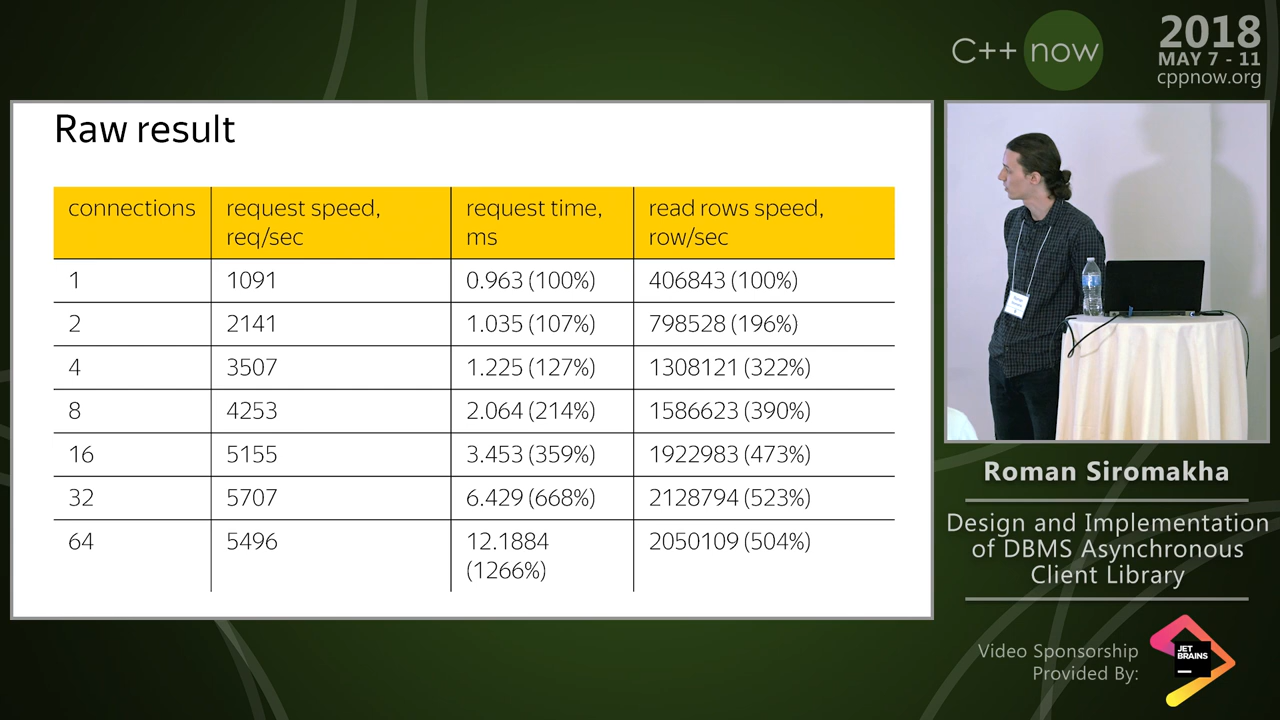 C++ now
2018
MAY 7 - 11
cppnow.org
Raw result
connections request speed, req/sec request time, ms read rows speed, row/sec
1 1091 0.963 (100%) 406843 (100%)
2 2141 1.035 (107%) 798528 (196%)
4 3507 1.225 (127%) 1308121 (322%)
8 4253 2.064 (214%) 1586623 (390%)
16 5155 3.453 (359%) 1922983 (473%)
32 5707 6.429 (668%) 2128794 (523%)
64 5496 12.1884 (1266%) 2050109 (504%)
Roman Siromakha
Design and Implementation
of DBMS Asynchronous
Client Library
Video Sponsorship
Provided By:
JET
BRAINS